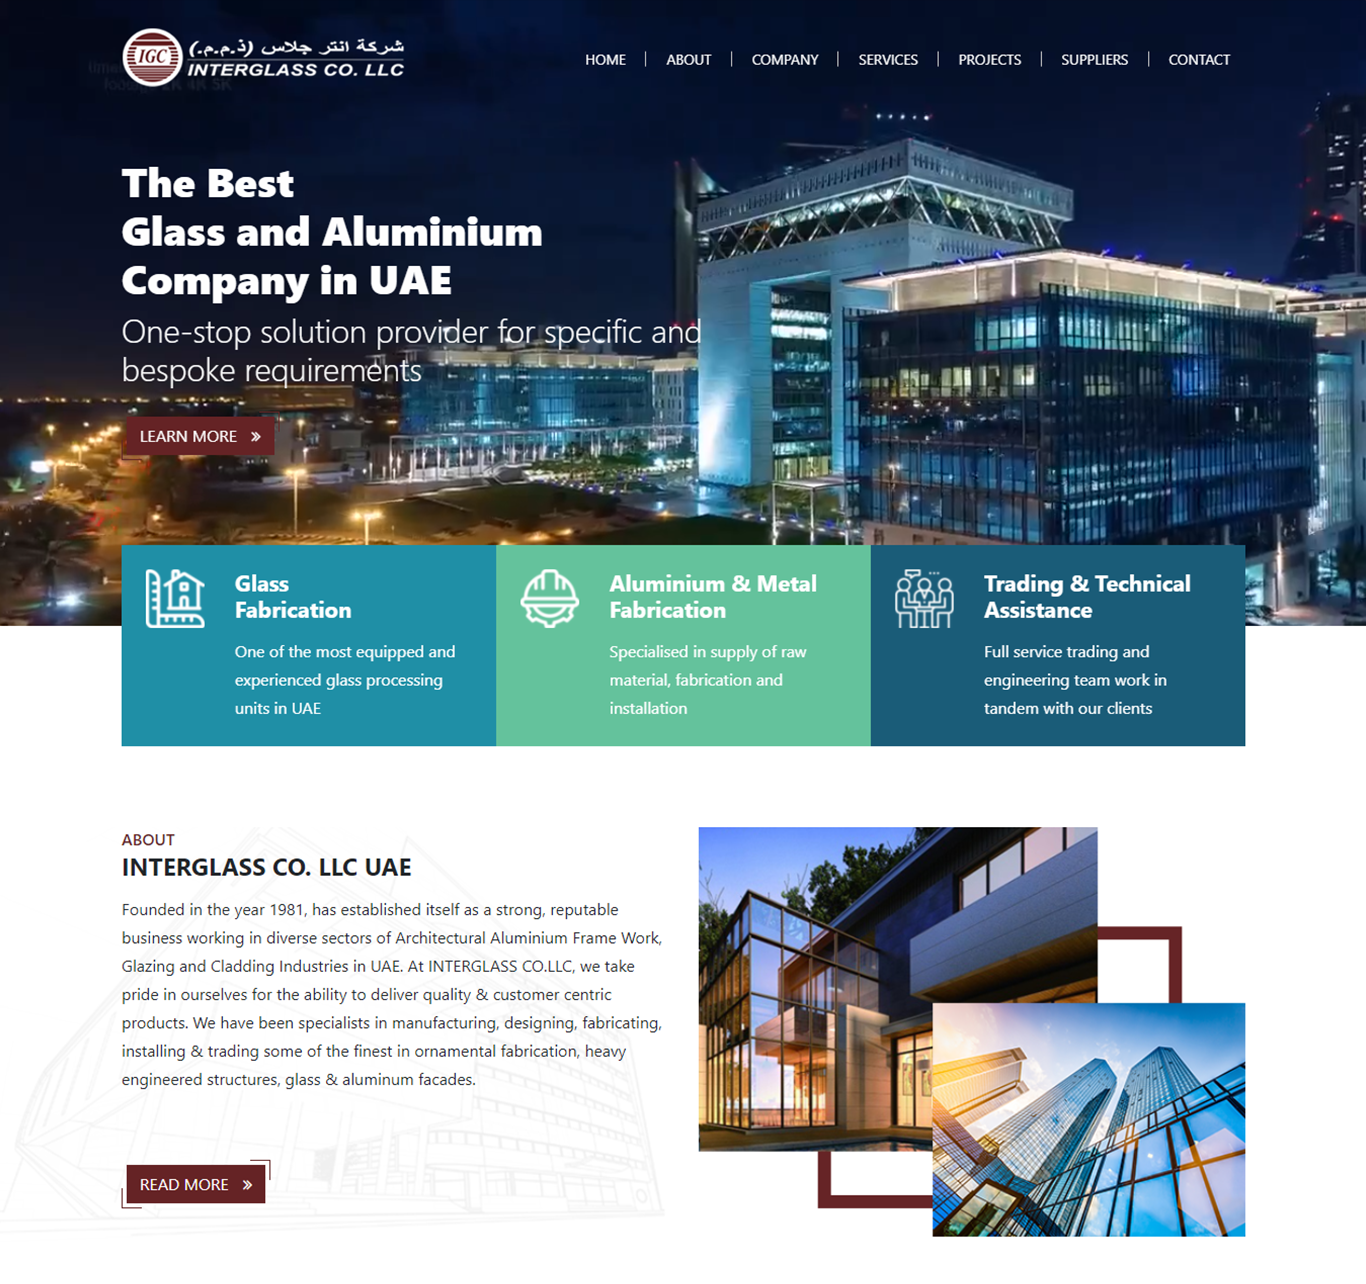 IGC
شركة انتر جلاس (ذ.م.م.)
INTERGLASS CO. LLC
HOME
ABOUT
COMPANY
SERVICES
PROJECTS
SUPPLIERS
CONTACT
The Best
Glass and Aluminium
Company in UAE
One-stop solution provider for specific and
bespoke requirements
LEARN MORE »
Glass
Fabrication
One of the most equipped and
experienced glass processing
units in UAE
Aluminium & Metal
Fabrication
Specialised in supply of raw
material, fabrication and
installation
Trading & Technical
Assistance
Full service trading and
engineering team work in
tandem with our clients
ABOUT
INTERGLASS CO. LLC UAE
Founded in the year 1981, has established itself as a strong, reputable
business working in diverse sectors of Architectural Aluminium Frame Work,
Glazing and Cladding Industries in UAE. At INTERGLASS CO.LLC, we take
pride in ourselves for the ability to deliver quality & customer centric
products. We have been specialists in manufacturing, designing, fabricating,
installing & trading some of the finest in ornamental fabrication, heavy
engineered structures, glass & aluminum facades.
READ MORE »